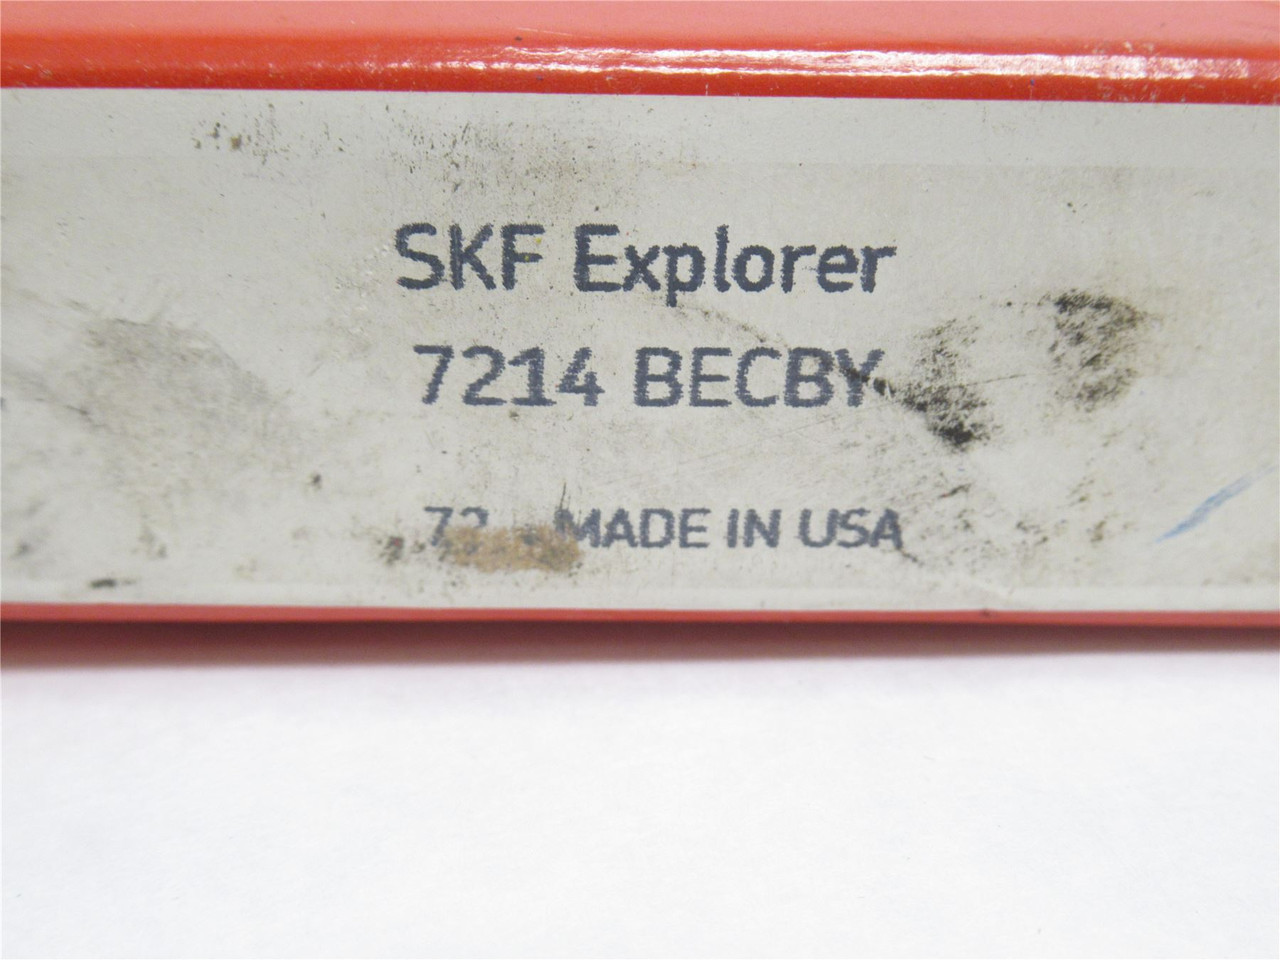 SKF Explorer
7214 BECBY
MADE IN USA